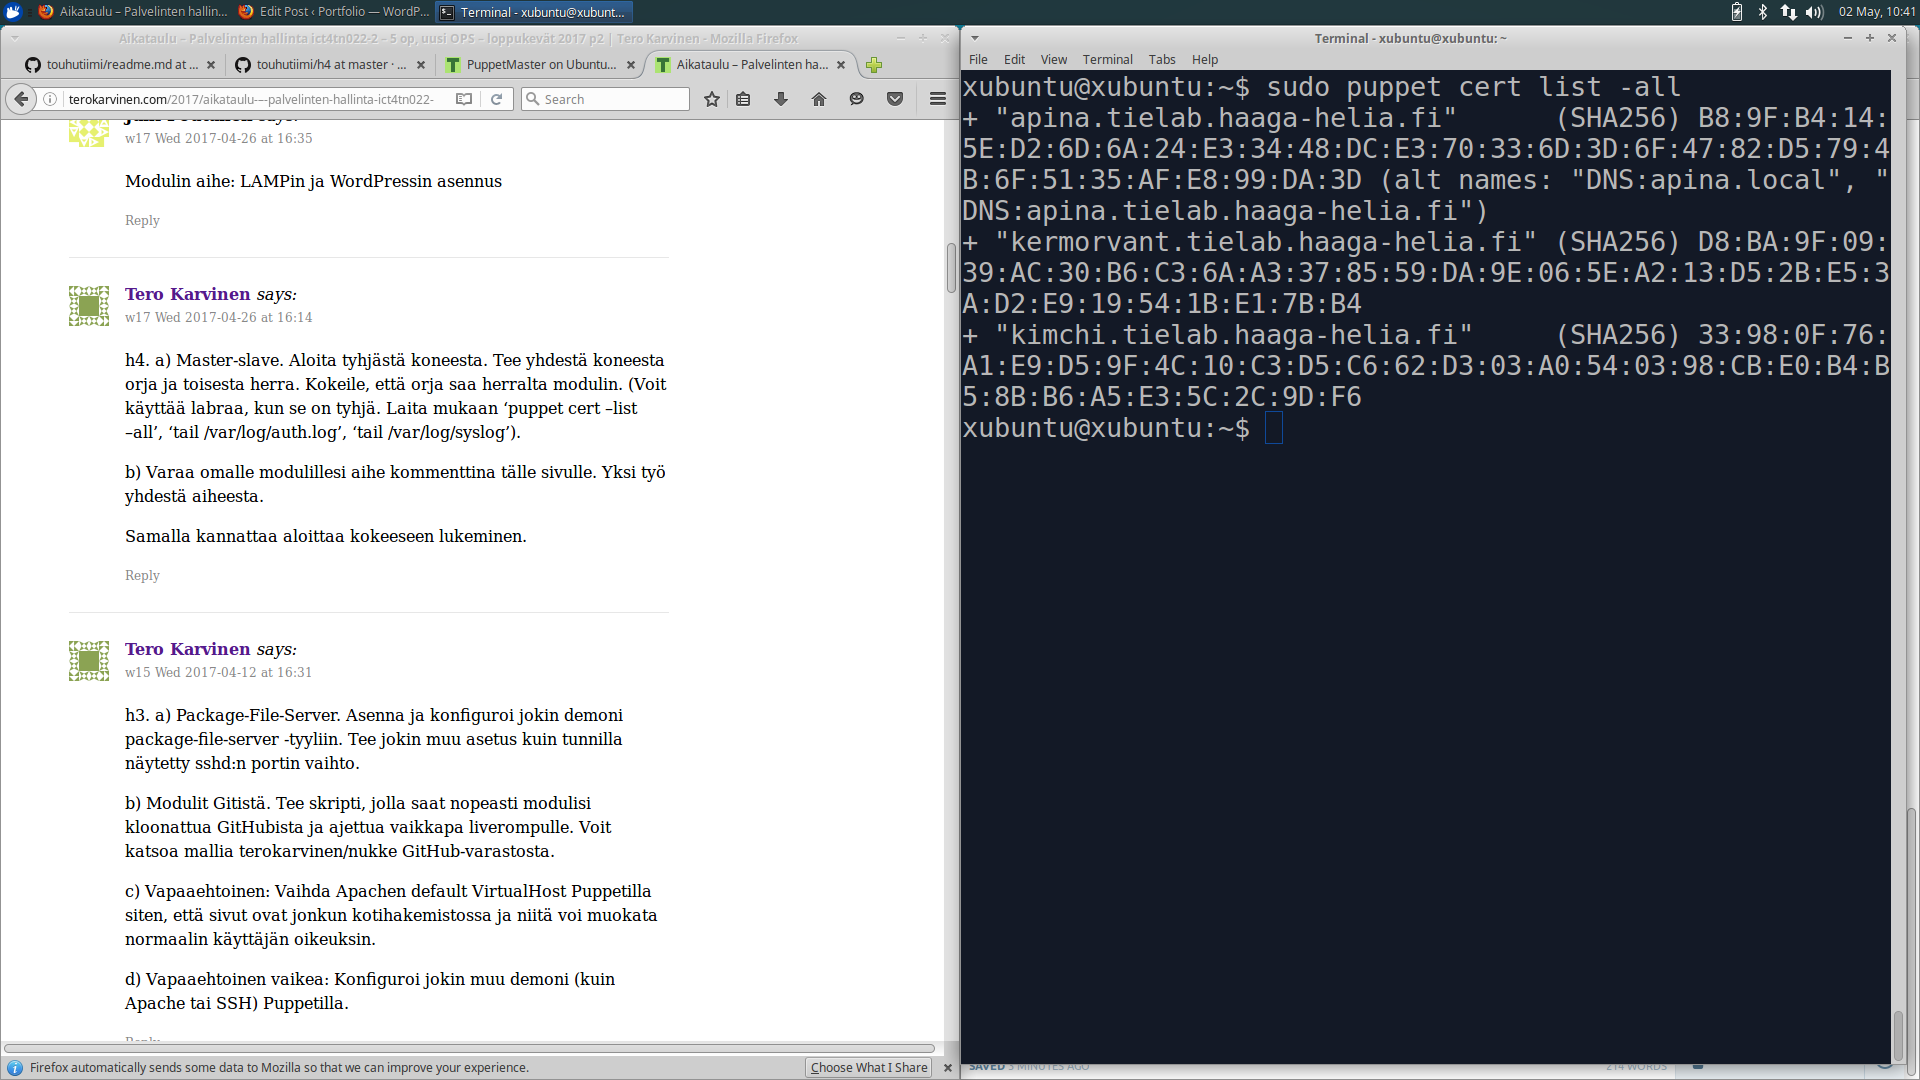 Aikataulu – Palvelinten hallin...
Edit Post ‹ Portfolio — WordP...
Terminal - xubuntu@xubunt...
02 May, 10:41
Aikataulu – Palvelinten hallinta ict4tn022-2 – 5 op, uusi OPS – loppukevät 2017 p2 | Tero Karvinen - Mozilla Firefox
touhutiimi/readme.md at ...
touhutiimi/h4 at master · ...
PuppetMaster on Ubuntu...
Aikataulu – Palvelinten ha...
terokarvinen.com/2017/aikataulu-–-palvelinten-hallinta-ict4tn022-
Search
says:
w17 Wed 2017-04-26 at 16:35
Modulin aihe: LAMPin ja WordPressin asennus
Reply
Tero Karvinen says:
w17 Wed 2017-04-26 at 16:14
h4. a) Master-slave. Aloita tyhjästä koneesta. Tee yhdestä koneesta
orja ja toisesta herra. Kokeile, että orja saa herralta modulin. (Voit
käyttää labraa, kun se on tyhjä. Laita mukaan ‘puppet cert –list
–all’, ‘tail /var/log/auth.log’, ‘tail /var/log/syslog’).
b) Varaa omalle modulillesi aihe kommenttina tälle sivulle. Yksi työ
yhdestä aiheesta.
Samalla kannattaa aloittaa kokeeseen lukeminen.
Reply
Tero Karvinen says:
w15 Wed 2017-04-12 at 16:31
h3. a) Package-File-Server. Asenna ja konfiguroi jokin demoni
package-file-server -tyyliin. Tee jokin muu asetus kuin tunnilla
näytetty sshd:n portin vaihto.
b) Modulit Gitistä. Tee skripti, jolla saat nopeasti modulisi
kloonattua GitHubista ja ajettua vaikkapa liverompulle. Voit
katsoa mallia terokarvinen/nukke GitHub-varastosta.
c) Vapaaehtoinen: Vaihda Apachen default VirtualHost Puppetilla
siten, että sivut ovat jonkun kotihakemistossa ja niitä voi muokata
normaalin käyttäjän oikeuksin.
d) Vapaaehtoinen vaikea: Konfiguroi jokin muu demoni (kuin
Apache tai SSH) Puppetilla.
Reply
Firefox automatically sends some data to Mozilla so that we can improve your experience.
Choose What I Share
Terminal - xubuntu@xubuntu: ~
File Edit View Terminal Tabs Help
xubuntu@xubuntu:~$ sudo puppet cert list -all
+ "apina.tielab.haaga-helia.fi"      (SHA256) B8:9F:B4:14:
5E:D2:6D:6A:24:E3:34:48:DC:E3:70:33:6D:3D:6F:47:82:D5:79:4
B:6F:51:35:AF:E8:99:DA:3D (alt names: "DNS:apina.local", "
DNS:apina.tielab.haaga-helia.fi")
+ "kermorvant.tielab.haaga-helia.fi" (SHA256) D8:BA:9F:09:
39:AC:30:B6:C3:6A:A3:37:85:59:DA:9E:06:5E:A2:13:D5:2B:E5:3
A:D2:E9:19:54:1B:E1:7B:B4
+ "kimchi.tielab.haaga-helia.fi"     (SHA256) 33:98:0F:76:
A1:E9:D5:9F:4C:10:C3:D5:C6:62:D3:03:A0:54:03:98:CB:E0:B4:B
5:8B:B6:A5:E3:5C:2C:9D:F6
xubuntu@xubuntu:~$
SAVED 3 MINUTES AGO
214 WORDS